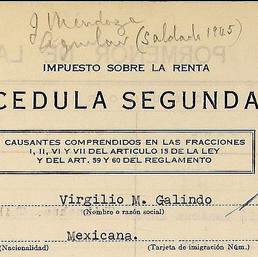 J Mendoza
Aguilar (Saldado 1945)
IMPUESTO SOBRE LA RENTA
CEDULA SEGUNDA
CAUSANTES COMPRENDIDOS EN LAS FRACCIONES
I, II, VI Y VII DEL ARTICULO 15 DE LA LEY
Y DEL ART. 59 Y 60 DEL REGLAMENTO
Virgilio M. Galindo
(Nombre o razón social)
Mexicana.
(Nacionalidad) (Tarjeta de imigración Núm.)